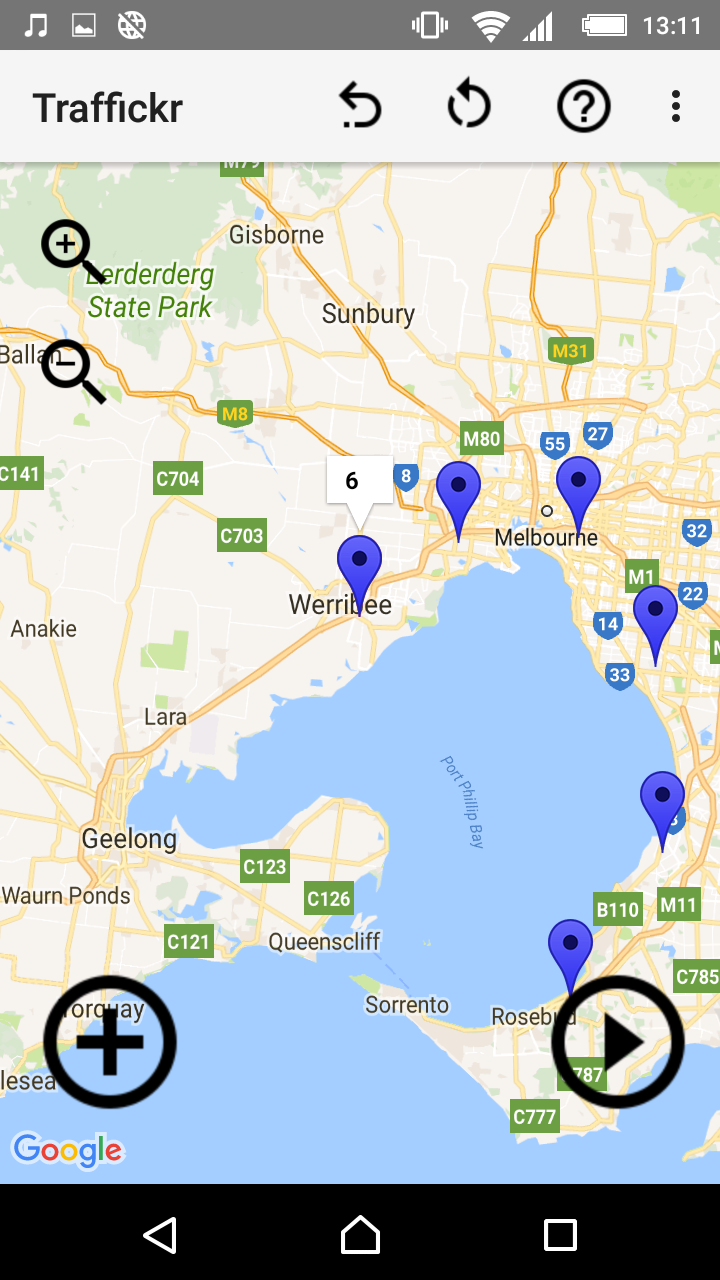 13:11
Traffickr
M79
Gisborne
Lerderderg
State Park
Sunbury
Ballan
M31
M8
M80
55
27
C141
C704
6
8
C703
Melbourne
32
M1
22
Werribee
14
Anakie
33
Lara
Port Phillip Bay
Geelong
C123
Waurn Ponds
C126
M11
B110
C121
Queenscliff
C785
Sorrento
Rosebud
Torquay
787
lesea
C777
Google